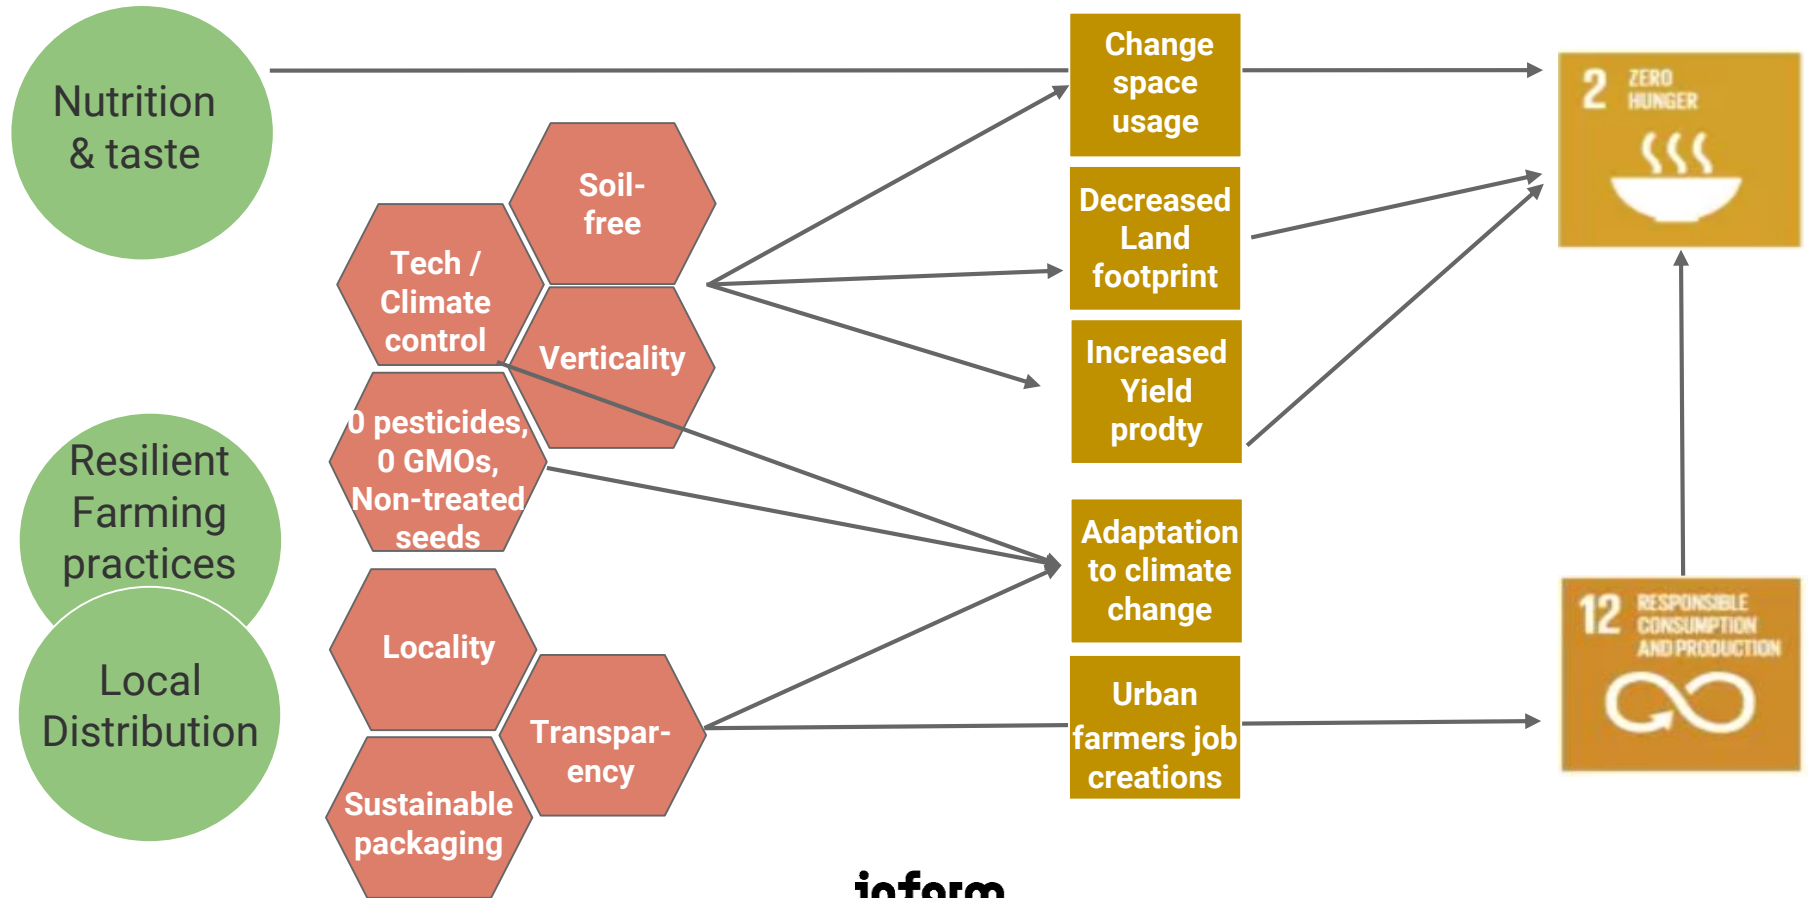 Nutrition
& taste
Resilient
Farming
practices
Local
Distribution
Soil-
free
Tech /
Climate
control
Verticality
0 pesticides,
0 GMOs,
Non-treated
seeds
Locality
Transpar-
ency
Sustainable
packaging
Change
space
usage
Decreased
Land
footprint
Increased
Yield
prodty
Adaptation
to climate
change
Urban
farmers job
creations
2 ZERO
HUNGER
12 RESPONSIBLE
CONSUMPTION
AND PRODUCTION